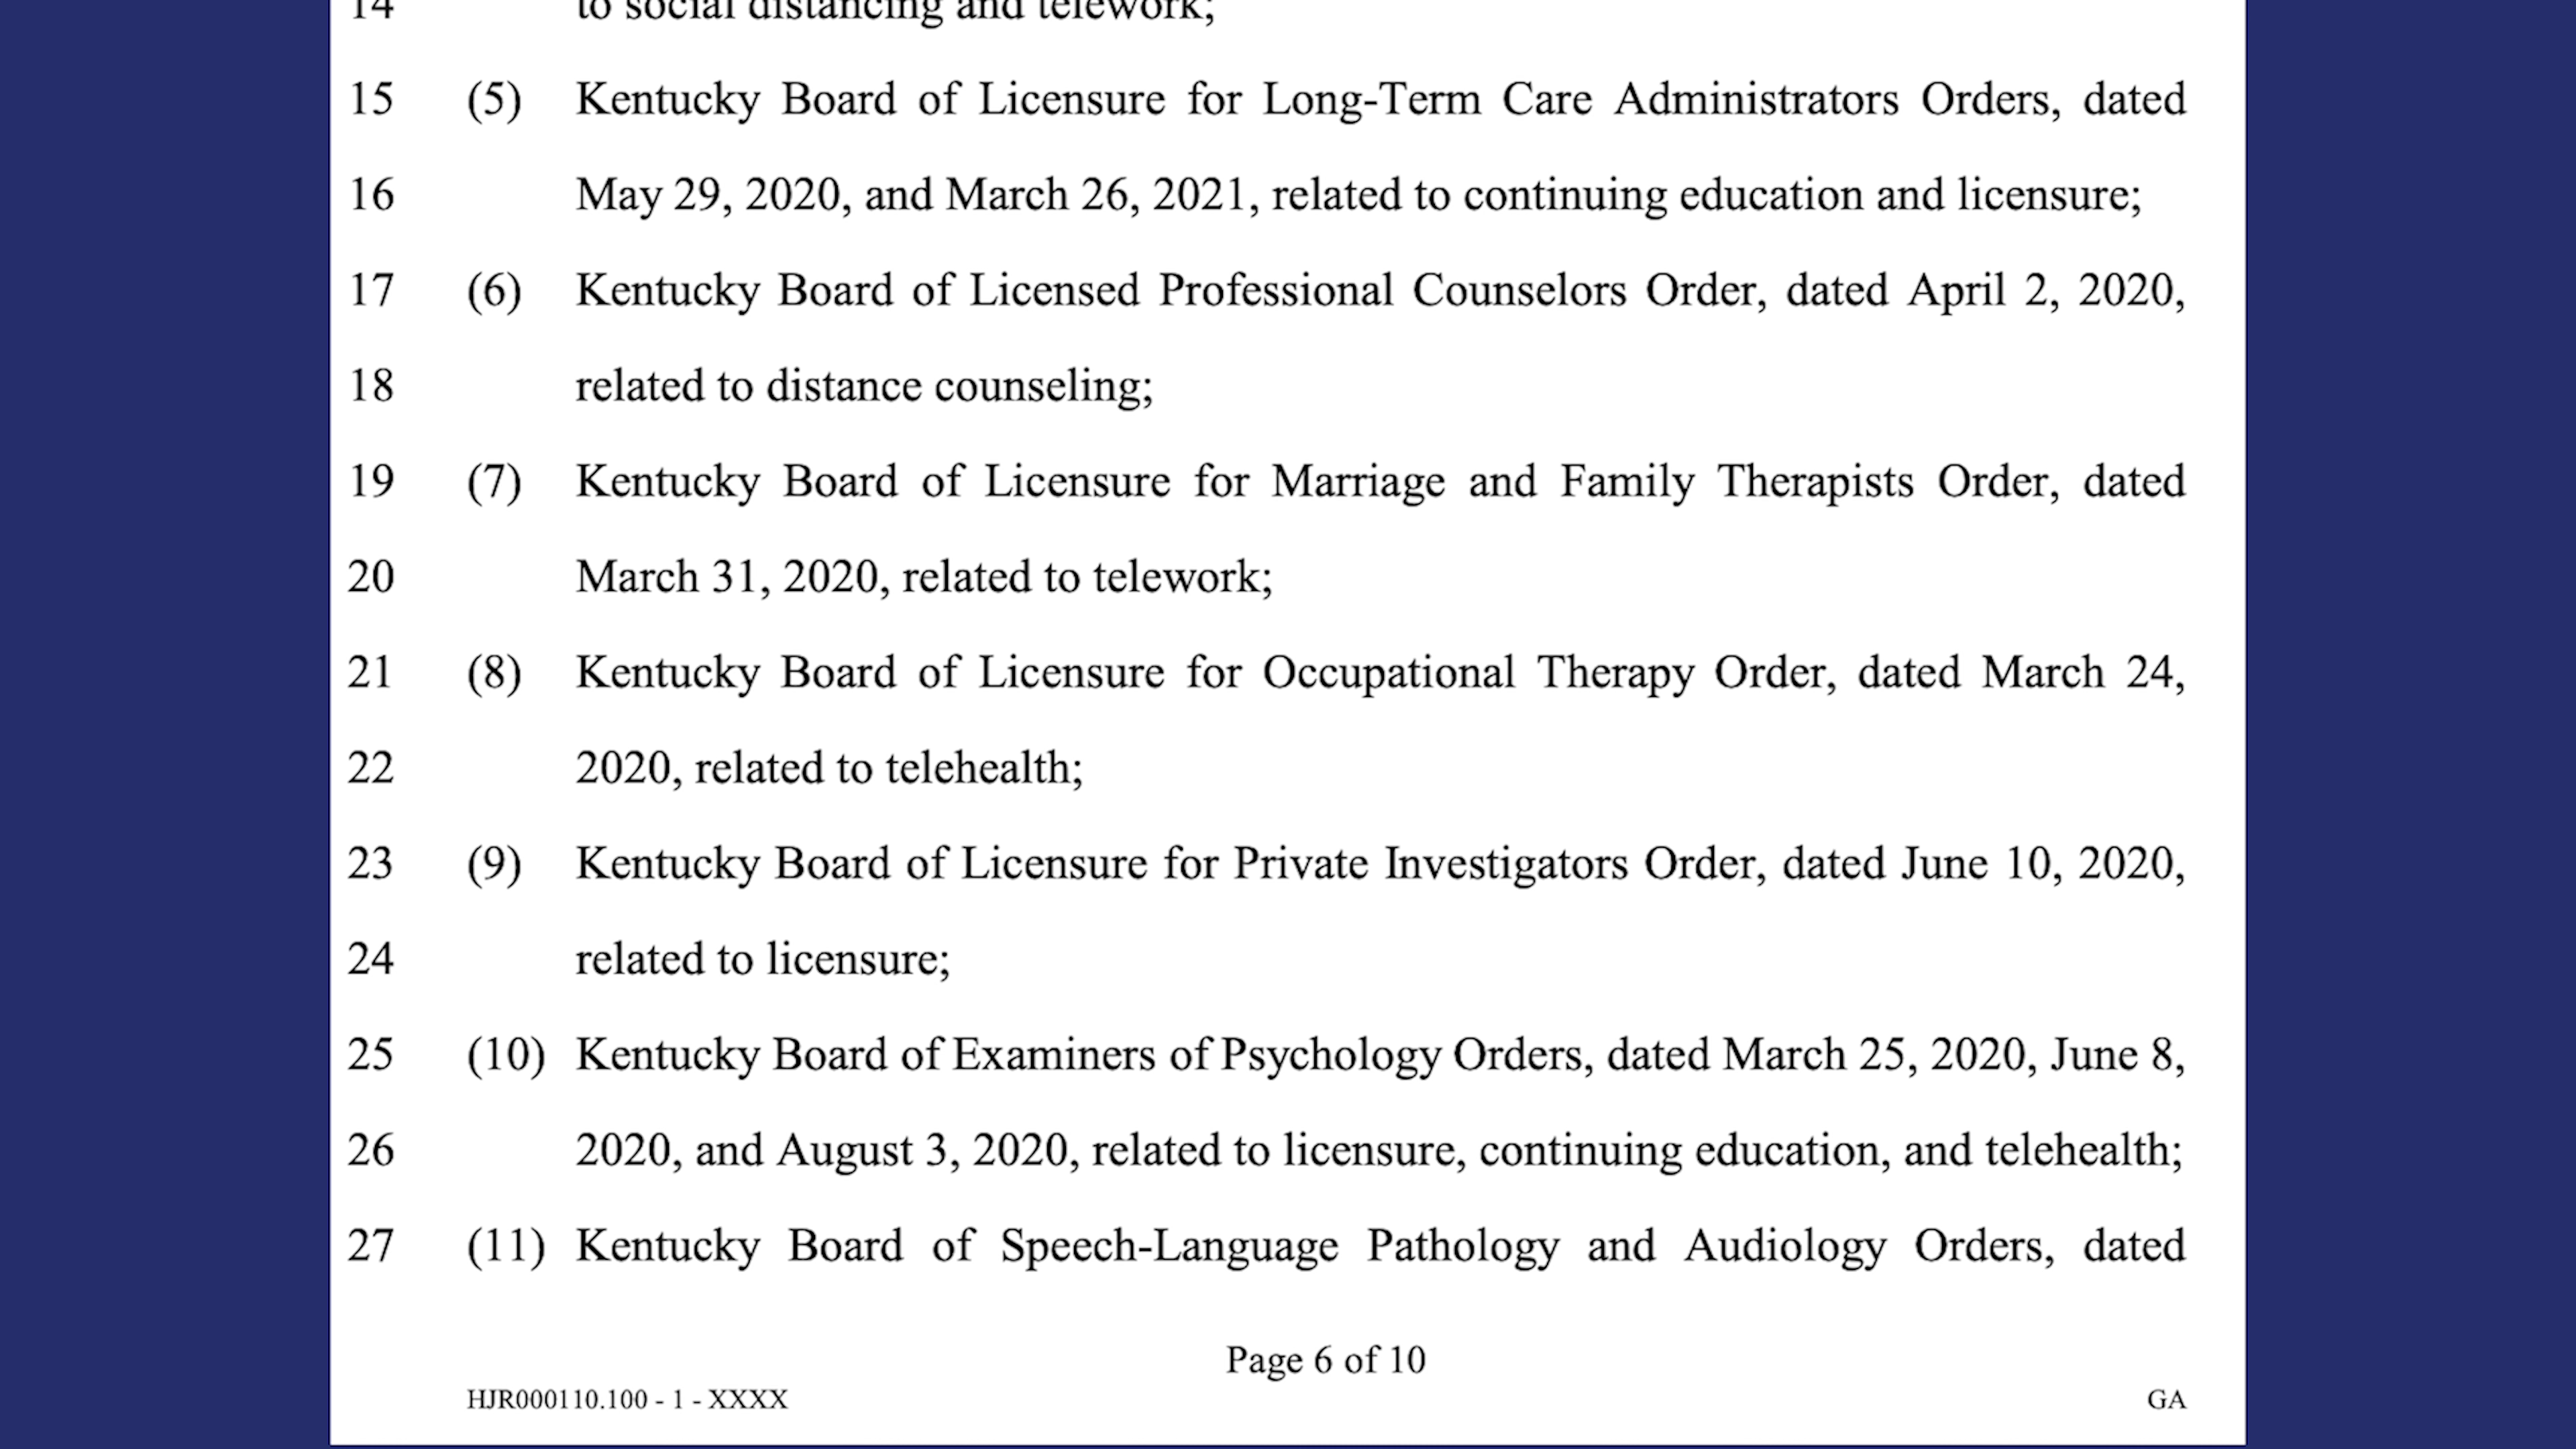 14 to social distancing and telework;
15 (5) Kentucky Board of Licensure for Long-Term Care Administrators Orders, dated
16 May 29, 2020, and March 26, 2021, related to continuing education and licensure;
17 (6) Kentucky Board of Licensed Professional Counselors Order, dated April 2, 2020,
18 related to distance counseling;
19 (7) Kentucky Board of Licensure for Marriage and Family Therapists Order, dated
20 March 31, 2020, related to telework;
21 (8) Kentucky Board of Licensure for Occupational Therapy Order, dated March 24,
22 2020, related to telehealth;
23 (9) Kentucky Board of Licensure for Private Investigators Order, dated June 10, 2020,
24 related to licensure;
25 (10) Kentucky Board of Examiners of Psychology Orders, dated March 25, 2020, June 8,
26 2020, and August 3, 2020, related to licensure, continuing education, and telehealth;
27 (11) Kentucky Board of Speech-Language Pathology and Audiology Orders, dated
Page 6 of 10
HJR000110.100 - 1 - XXXX GA